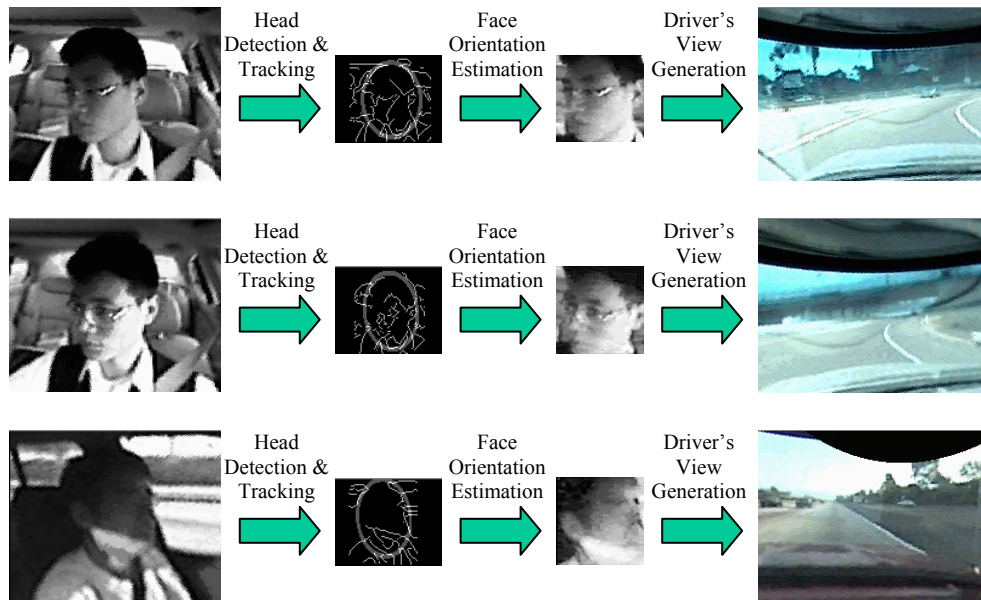 Head
Detection &
Tracking
Face
Orientation
Estimation
Driver's
View
Generation
Head
Detection &
Tracking
Face
Orientation
Estimation
Driver's
View
Generation
Head
Detection &
Tracking
Face
Orientation
Estimation
Driver's
View
Generation